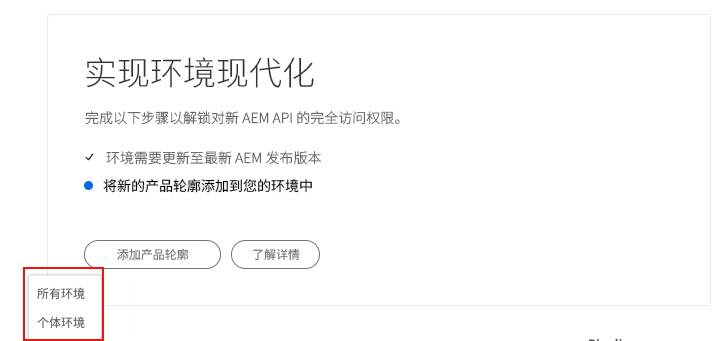 实现环境现代化
完成以下步骤以解锁对新 AEM API 的完全访问权限。
环境需要更新至最新 AEM 发布版本
将新的产品轮廓添加到您的环境中
添加产品轮廓
了解详情
所有环境
个体环境